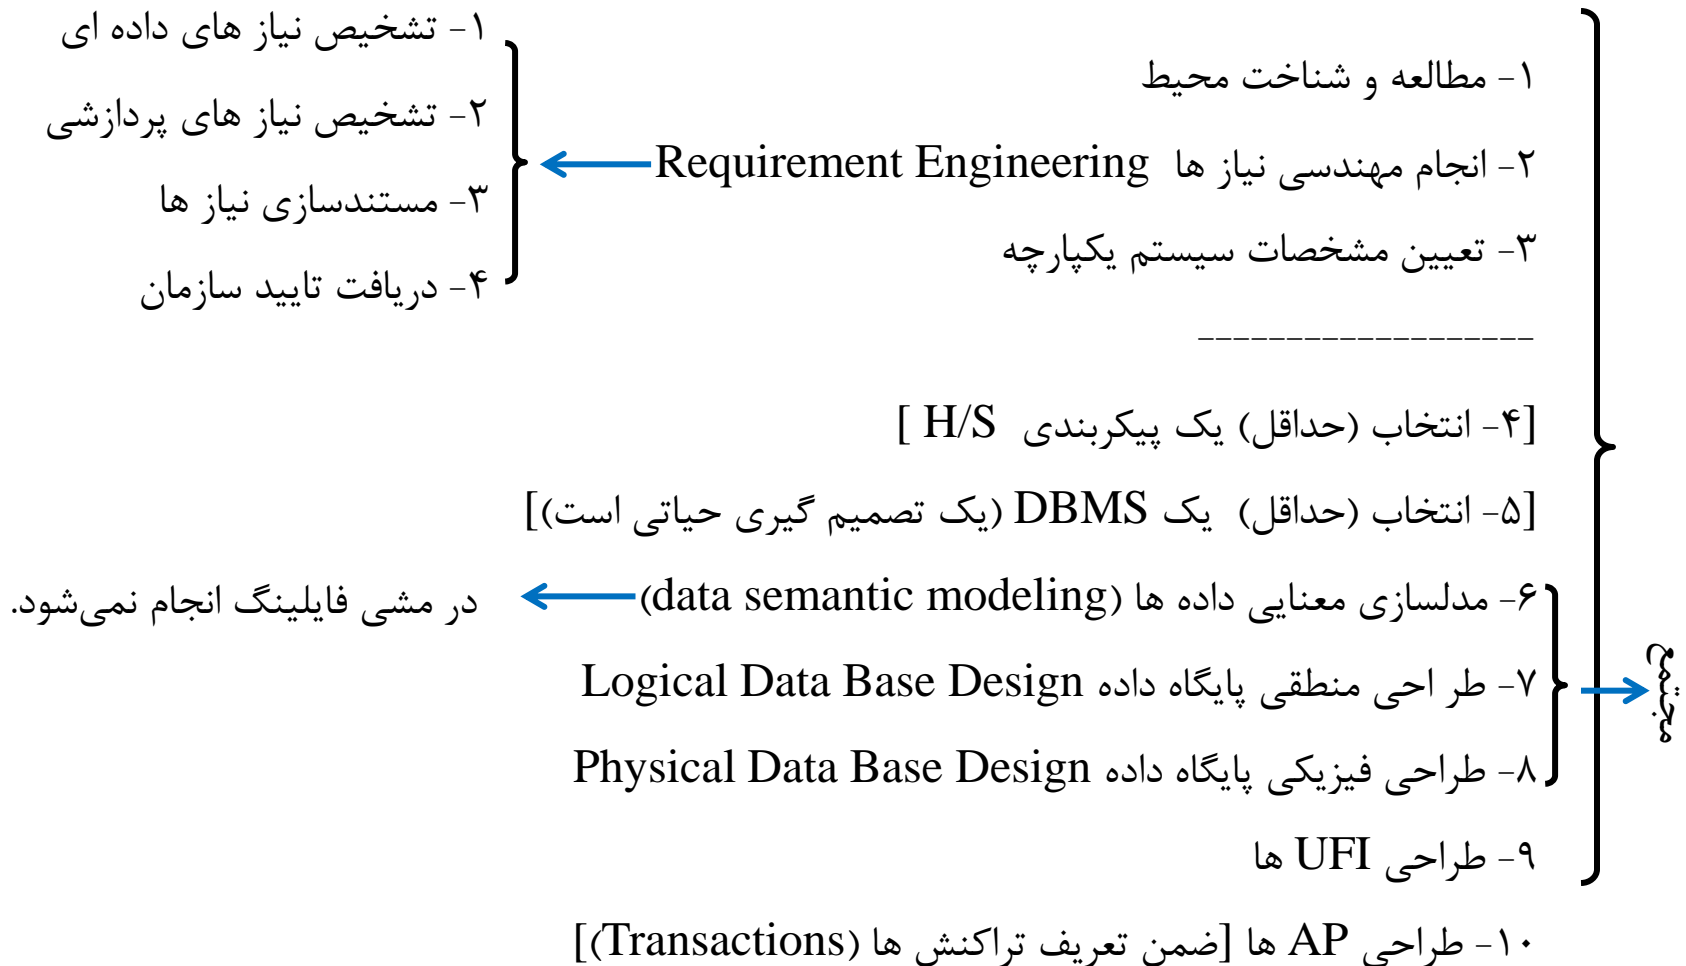 ۱- مطالعه و شناخت محیط
۲- انجام مهندسی نیاز ها Requirement Engineering
۱- تشخیص نیاز های داده ای
۲- تشخیص نیاز های پردازشی
۳- مستندسازی نیاز ها
۴- دریافت تایید سازمان
۳- تعیین مشخصات سیستم یکپارچه
-------------------
[۴- انتخاب (حداقل) یک پیکربندی H/S ]
[۵- انتخاب (حداقل) یک DBMS (یک تصمیم گیری حیاتی است)]
۶- مدلسازی معنایی داده ها (data semantic modeling)
در مشی فایلینگ انجام نمی‌شود.
۷- طر احی منطقی پایگاه داده Logical Data Base Design
۸- طراحی فیزیکی پایگاه داده Physical Data Base Design
مجتمع
۹- طراحی UFI ها
۱۰- طراحی AP ها [ضمن تعریف تراکنش ها (Transactions)]